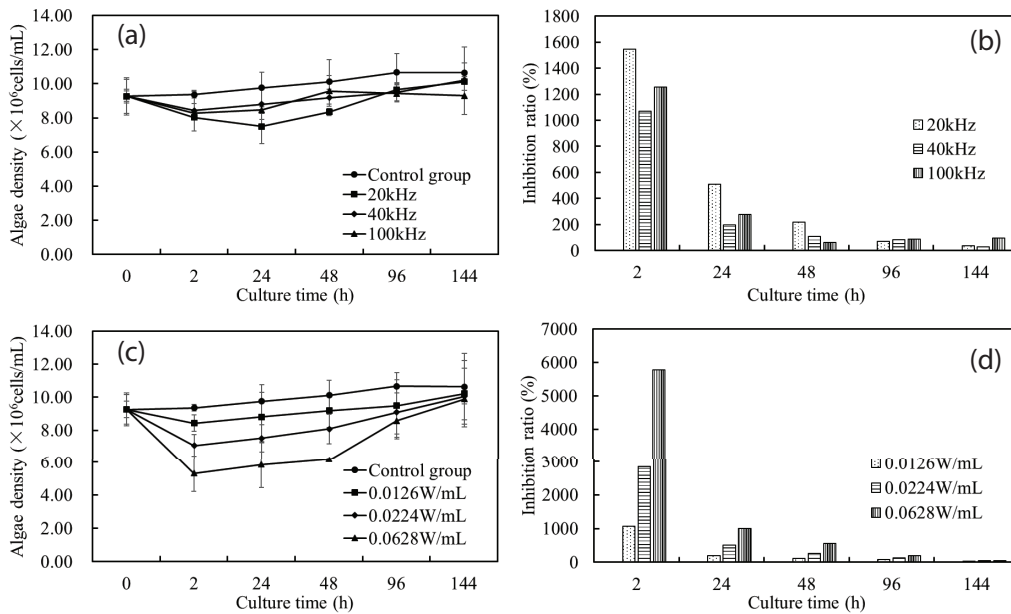 (a)
Algae density (×10⁶cells/mL)
14.00
12.00
10.00
8.00
6.00
4.00
2.00
0.00
Control group
20kHz
40kHz
100kHz
0 2 24 48 96 144
Culture time (h)
(b)
Inhibition ratio (%)
1800
1600
1400
1200
1000
800
600
400
200
0
20kHz
40kHz
100kHz
2 24 48 96 144
Culture time (h)
(c)
Algae density (×10⁶cells/mL)
14.00
12.00
10.00
8.00
6.00
4.00
2.00
0.00
Control group
0.0126W/mL
0.0224W/mL
0.0628W/mL
0 2 24 48 96 144
Culture time (h)
(d)
Inhibition ratio (%)
7000
6000
5000
4000
3000
2000
1000
0
0.0126W/mL
0.0224W/mL
0.0628W/mL
2 24 48 96 144
Culture time (h)